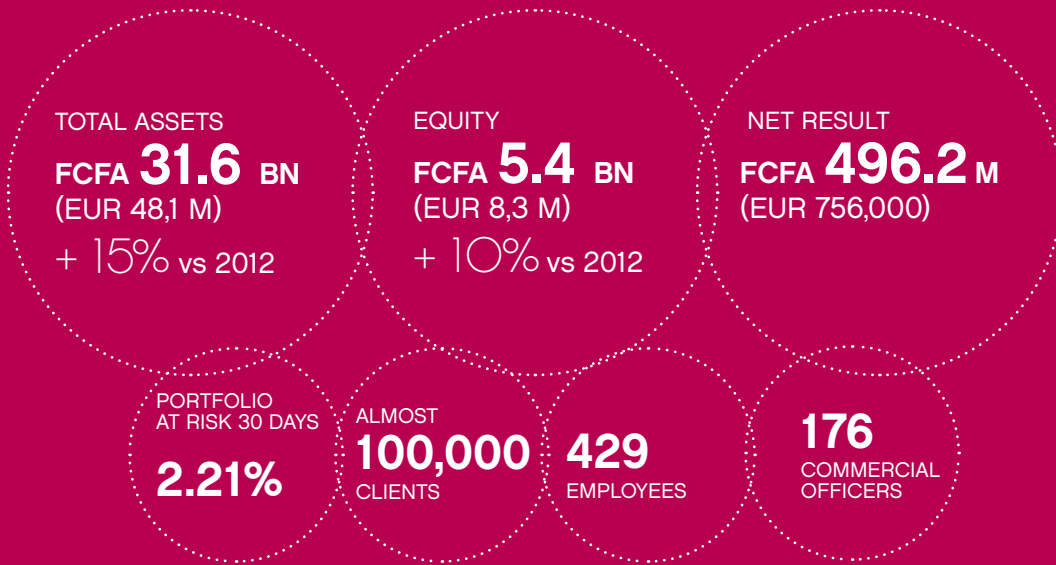 TOTAL ASSETS
FCFA 31.6 BN
(EUR 48,1 M)
+ 15% vs 2012
EQUITY
FCFA 5.4 BN
(EUR 8,3 M)
+ 10% vs 2012
NET RESULT
FCFA 496.2 M
(EUR 756,000)
PORTFOLIO
AT RISK 30 DAYS
2.21%
ALMOST
100,000
CLIENTS
429
EMPLOYEES
176
COMMERCIAL
OFFICERS